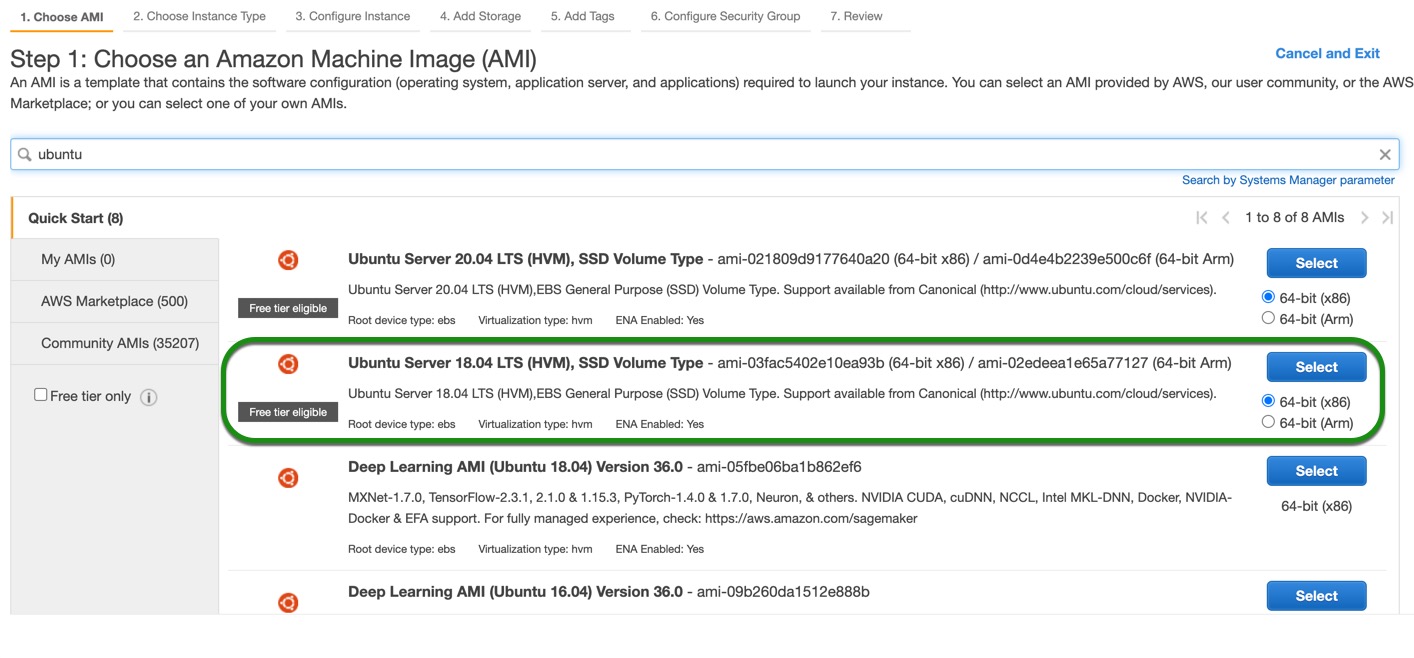 1. Choose AMI 2. Choose Instance Type 3. Configure Instance 4. Add Storage 5. Add Tags 6. Configure Security Group 7. Review
Step 1: Choose an Amazon Machine Image (AMI)
Cancel and Exit
An AMI is a template that contains the software configuration (operating system, application server, and applications) required to launch your instance. You can select an AMI provided by AWS, our user community, or the AWS
Marketplace; or you can select one of your own AMIs.
ubuntu
Search by Systems Manager parameter
Quick Start (8)
1 to 8 of 8 AMIs
My AMIs (0)
AWS Marketplace (500)
Community AMIs (35207)
Free tier only
Ubuntu Server 20.04 LTS (HVM), SSD Volume Type - ami-021809d9177640a20 (64-bit x86) / ami-0d4e4b2239e500c6f (64-bit Arm)
Select
Ubuntu Server 20.04 LTS (HVM),EBS General Purpose (SSD) Volume Type. Support available from Canonical (http://www.ubuntu.com/cloud/services).
64-bit (x86)
Free tier eligible
Root device type: ebs Virtualization type: hvm ENA Enabled: Yes
64-bit (Arm)
Ubuntu Server 18.04 LTS (HVM), SSD Volume Type - ami-03fac5402e10ea93b (64-bit x86) / ami-02edeea1e65a77127 (64-bit Arm)
Select
Ubuntu Server 18.04 LTS (HVM),EBS General Purpose (SSD) Volume Type. Support available from Canonical (http://www.ubuntu.com/cloud/services).
64-bit (x86)
Free tier eligible
Root device type: ebs Virtualization type: hvm ENA Enabled: Yes
64-bit (Arm)
Deep Learning AMI (Ubuntu 18.04) Version 36.0 - ami-05fbe06ba1b862ef6
Select
MXNet-1.7.0, TensorFlow-2.3.1, 2.1.0 & 1.15.3, PyTorch-1.4.0 & 1.7.0, Neuron, & others. NVIDIA CUDA, cuDNN, NCCL, Intel MKL-DNN, Docker, NVIDIA-
Docker & EFA support. For fully managed experience, check: https://aws.amazon.com/sagemaker
64-bit (x86)
Root device type: ebs Virtualization type: hvm ENA Enabled: Yes
Deep Learning AMI (Ubuntu 16.04) Version 36.0 - ami-09b260da1512e888b
Select